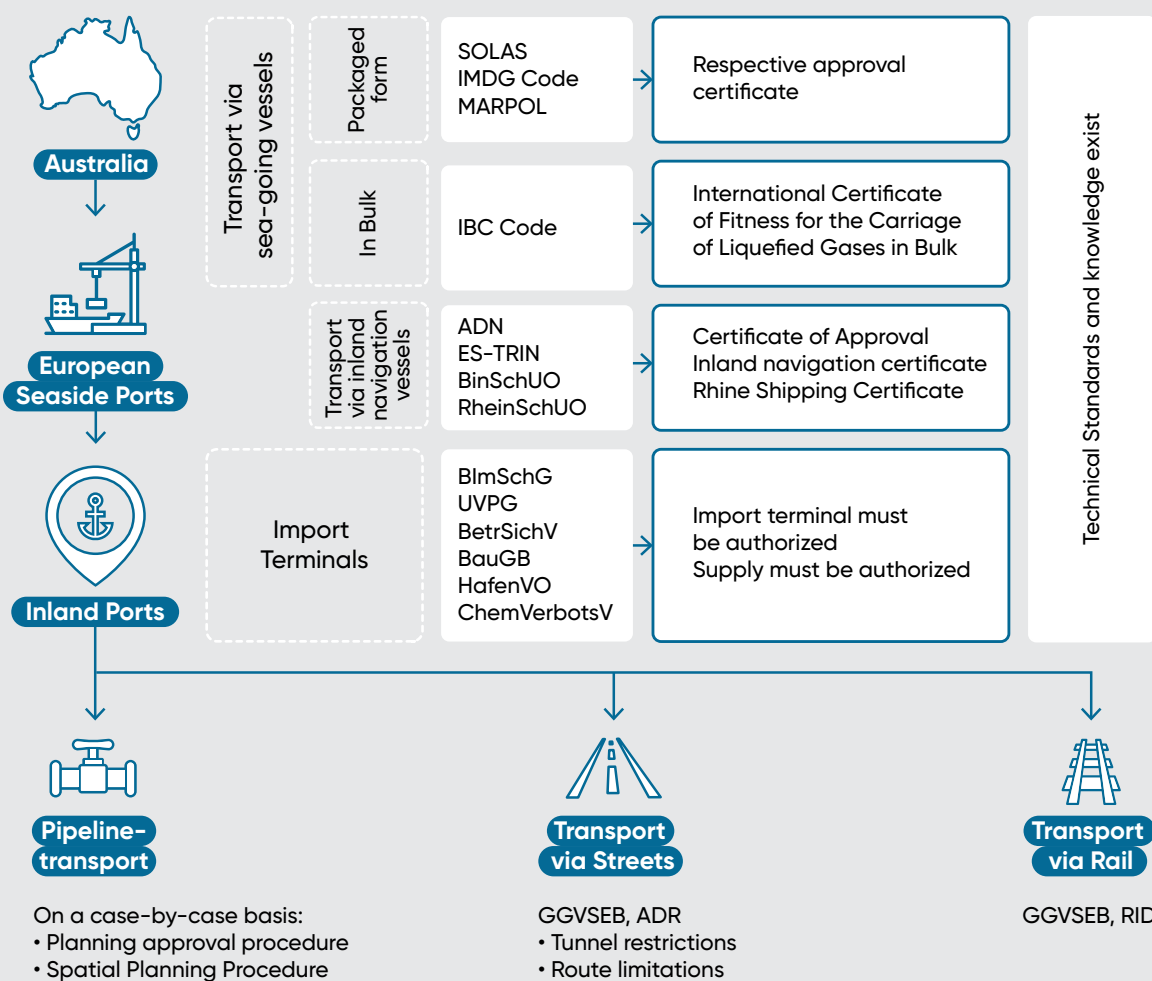 Australia
European
Seaside Ports
Inland Ports
Transport via
sea-going vessels
Packaged
form
SOLAS
IMDG Code
MARPOL
Respective approval
certificate
In Bulk
IBC Code
International Certificate
of Fitness for the Carriage
of Liquefied Gases in Bulk
Transport
via inland
navigation
vessels
ADN
ES-TRIN
BinSchUO
RheinSchUO
Certificate of Approval
Inland navigation certificate
Rhine Shipping Certificate
Import
Terminals
BImSchG
UVPG
BetrSichV
BauGB
HafenVO
ChemVerbotsV
Import terminal must
be authorized
Supply must be authorized
Technical Standards and knowledge exist
Pipeline-
transport
On a case-by-case basis:
• Planning approval procedure
• Spatial Planning Procedure
Transport
via Streets
GGVSEB, ADR
• Tunnel restrictions
• Route limitations
Transport
via Rail
GGVSEB, RID